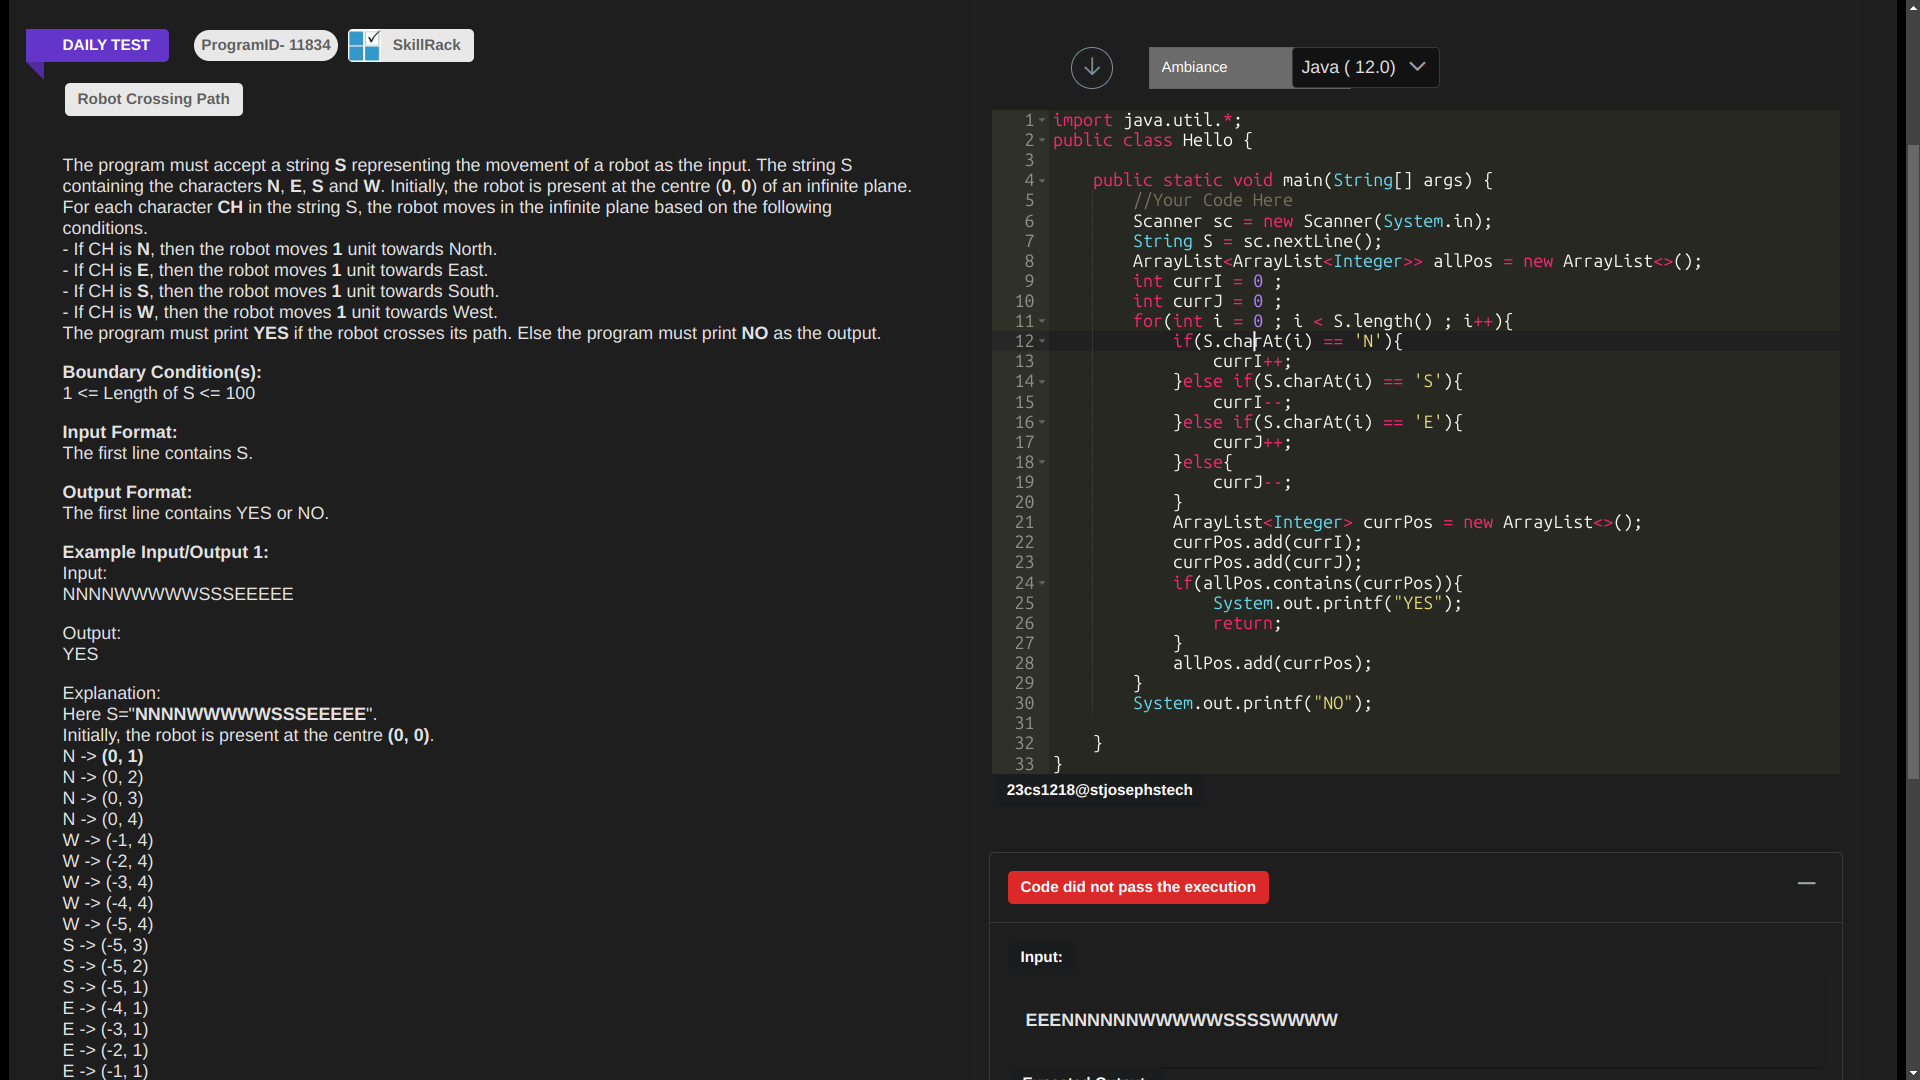 DAILY TEST
ProgramID- 11834
SkillRack
Robot Crossing Path
The program must accept a string S representing the movement of a robot as the input. The string S
containing the characters N, E, S and W. Initially, the robot is present at the centre (0, 0) of an infinite plane.
For each character CH in the string S, the robot moves in the infinite plane based on the following
conditions.
- If CH is N, then the robot moves 1 unit towards North.
- If CH is E, then the robot moves 1 unit towards East.
- If CH is S, then the robot moves 1 unit towards South.
- If CH is W, then the robot moves 1 unit towards West.
The program must print YES if the robot crosses its path. Else the program must print NO as the output.
Boundary Condition(s):
1 <= Length of S <= 100
Input Format:
The first line contains S.
Output Format:
The first line contains YES or NO.
Example Input/Output 1:
Input:
NNNNWWWWWSSSEEEEE
Output:
YES
Explanation:
Here S="NNNNWWWWWSSSEEEEE".
Initially, the robot is present at the centre (0, 0).
N -> (0, 1)
N -> (0, 2)
N -> (0, 3)
N -> (0, 4)
W -> (-1, 4)
W -> (-2, 4)
W -> (-3, 4)
W -> (-4, 4)
W -> (-5, 4)
S -> (-5, 3)
S -> (-5, 2)
S -> (-5, 1)
E -> (-4, 1)
E -> (-3, 1)
E -> (-2, 1)
E -> (-1, 1)
Ambiance
Java ( 12.0)
1 import java.util.*;
2 public class Hello {
3
4 public static void main(String[] args) {
5 //Your Code Here
6 Scanner sc = new Scanner(System.in);
7 String S = sc.nextLine();
8 ArrayList<ArrayList<Integer>> allPos = new ArrayList<>();
9 int currI = 0 ;
10 int currJ = 0 ;
11 for(int i = 0 ; i < S.length() ; i++){
12 if(S.charAt(i) == 'N'){
13 currI++;
14 }else if(S.charAt(i) == 'S'){
15 currI--;
16 }else if(S.charAt(i) == 'E'){
17 currJ++;
18 }else{
19 currJ--;
20 }
21 ArrayList<Integer> currPos = new ArrayList<>();
22 currPos.add(currI);
23 currPos.add(currJ);
24 if(allPos.contains(currPos)){
25 System.out.printf("YES");
26 return;
27 }
28 allPos.add(currPos);
29 }
30 System.out.printf("NO");
31
32 }
33 }
23cs1218@stjosephstech
Code did not pass the execution
Input:
EEENNNNNNWWWWWSSSSWWWW